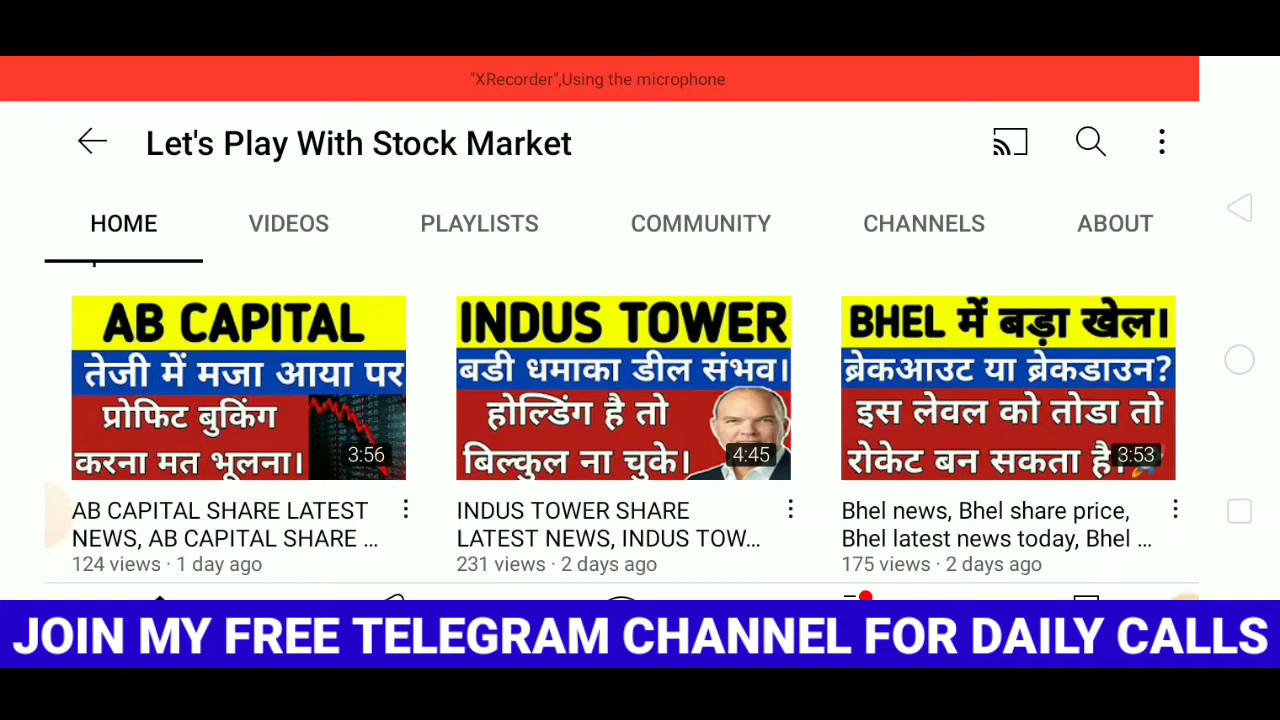 "XRecorder",Using the microphone
Let's Play With Stock Market
HOME VIDEOS PLAYLISTS COMMUNITY CHANNELS ABOUT
AB CAPITAL
तेजी में मजा आया पर
प्रोफिट बुकिंग
करना मत भूलना।
3:56
AB CAPITAL SHARE LATEST
NEWS, AB CAPITAL SHARE ...
124 views · 1 day ago
INDUS TOWER
बडी धमाका डील संभव।
होल्डिंग है तो
बिल्कुल ना चुके।
4:45
INDUS TOWER SHARE
LATEST NEWS, INDUS TOW...
231 views · 2 days ago
BHEL में बड़ा खेल।
ब्रेकआउट या ब्रेकडाउन?
इस लेवल को तोडा तो
रोकेट बन सकता है।
3:53
Bhel news, Bhel share price,
Bhel latest news today, Bhel ...
175 views · 2 days ago
JOIN MY FREE TELEGRAM CHANNEL FOR DAILY CALLS